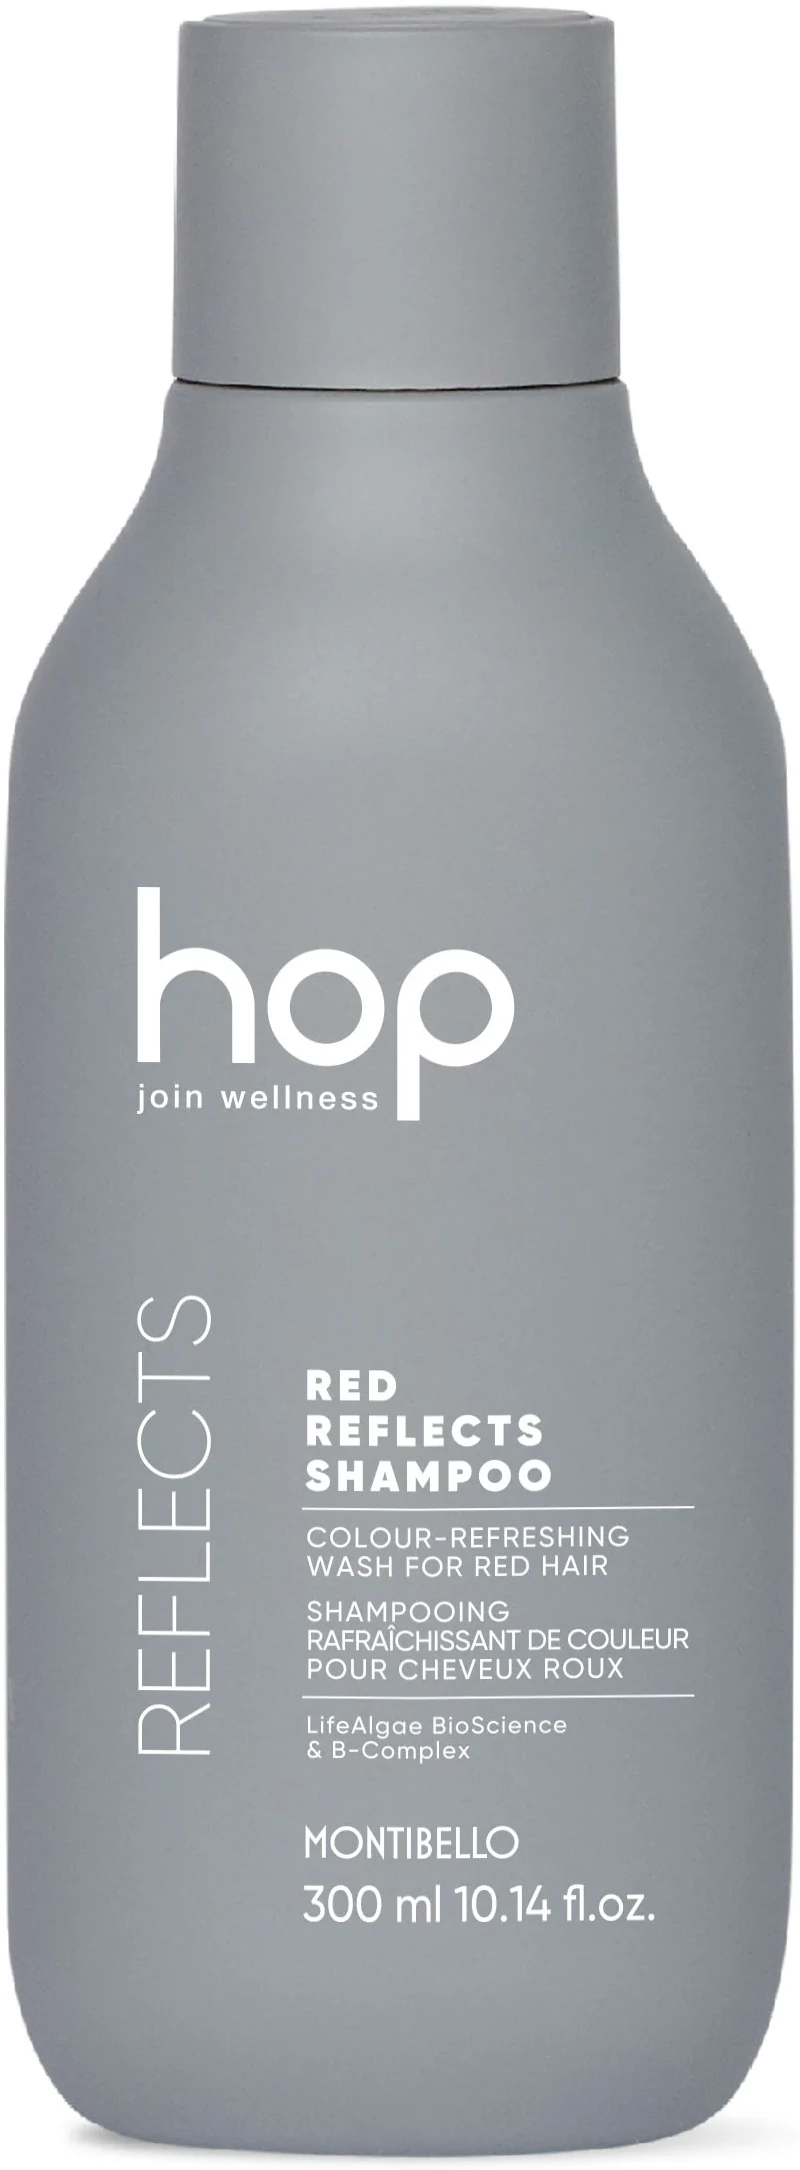 hop
join wellness
REFLECTS
RED
REFLECTS
SHAMPOO
COLOUR-REFRESHING
WASH FOR RED HAIR
SHAMPOOING
RAFRAÎCHISSANT DE COULEUR
POUR CHEVEUX ROUX
LifeAlgae BioScience
& B-Complex
MONTIBELLO
300 ml 10.14 fl.oz.